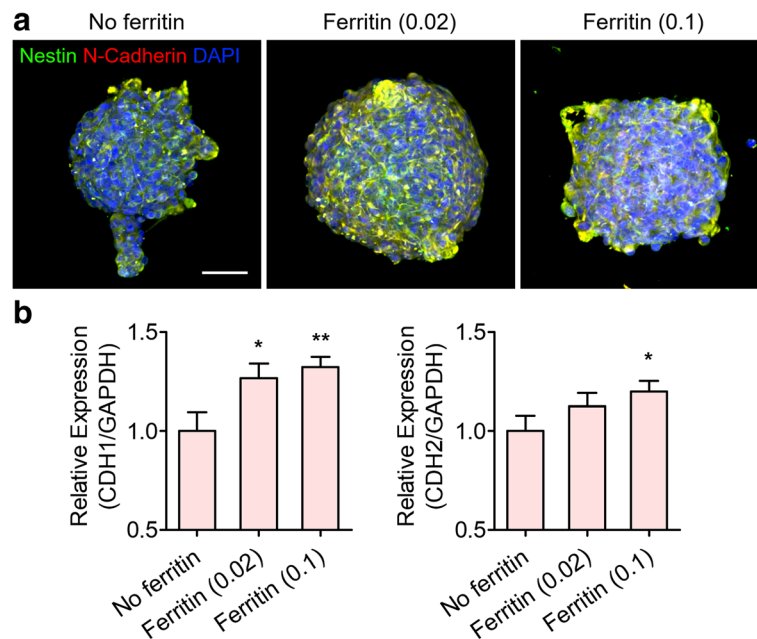 a
No ferritin
Ferritin (0.02)
Ferritin (0.1)
Nestin N-Cadherin DAPI
b
Relative Expression
(CDH1/GAPDH)
1.5
1.0
0.5
*
**
No ferritin
Ferritin (0.02)
Ferritin (0.1)
Relative Expression
(CDH2/GAPDH)
1.5
1.0
0.5
*
No ferritin
Ferritin (0.02)
Ferritin (0.1)